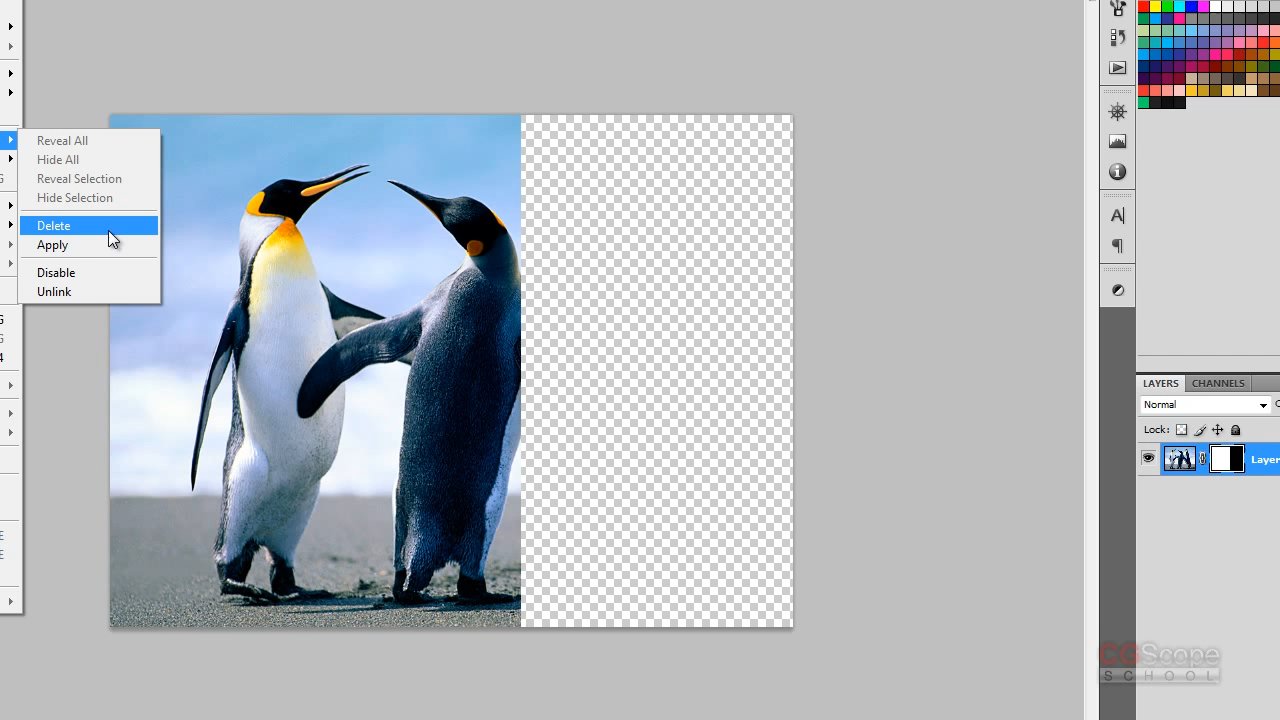 Reveal All
Hide All
Reveal Selection
Hide Selection
Delete
Apply
Disable
Unlink
G
G
G
4
E
E
A
LAYERS CHANNELS
Normal
Lock:
Layer
CGScope
SCHOOL